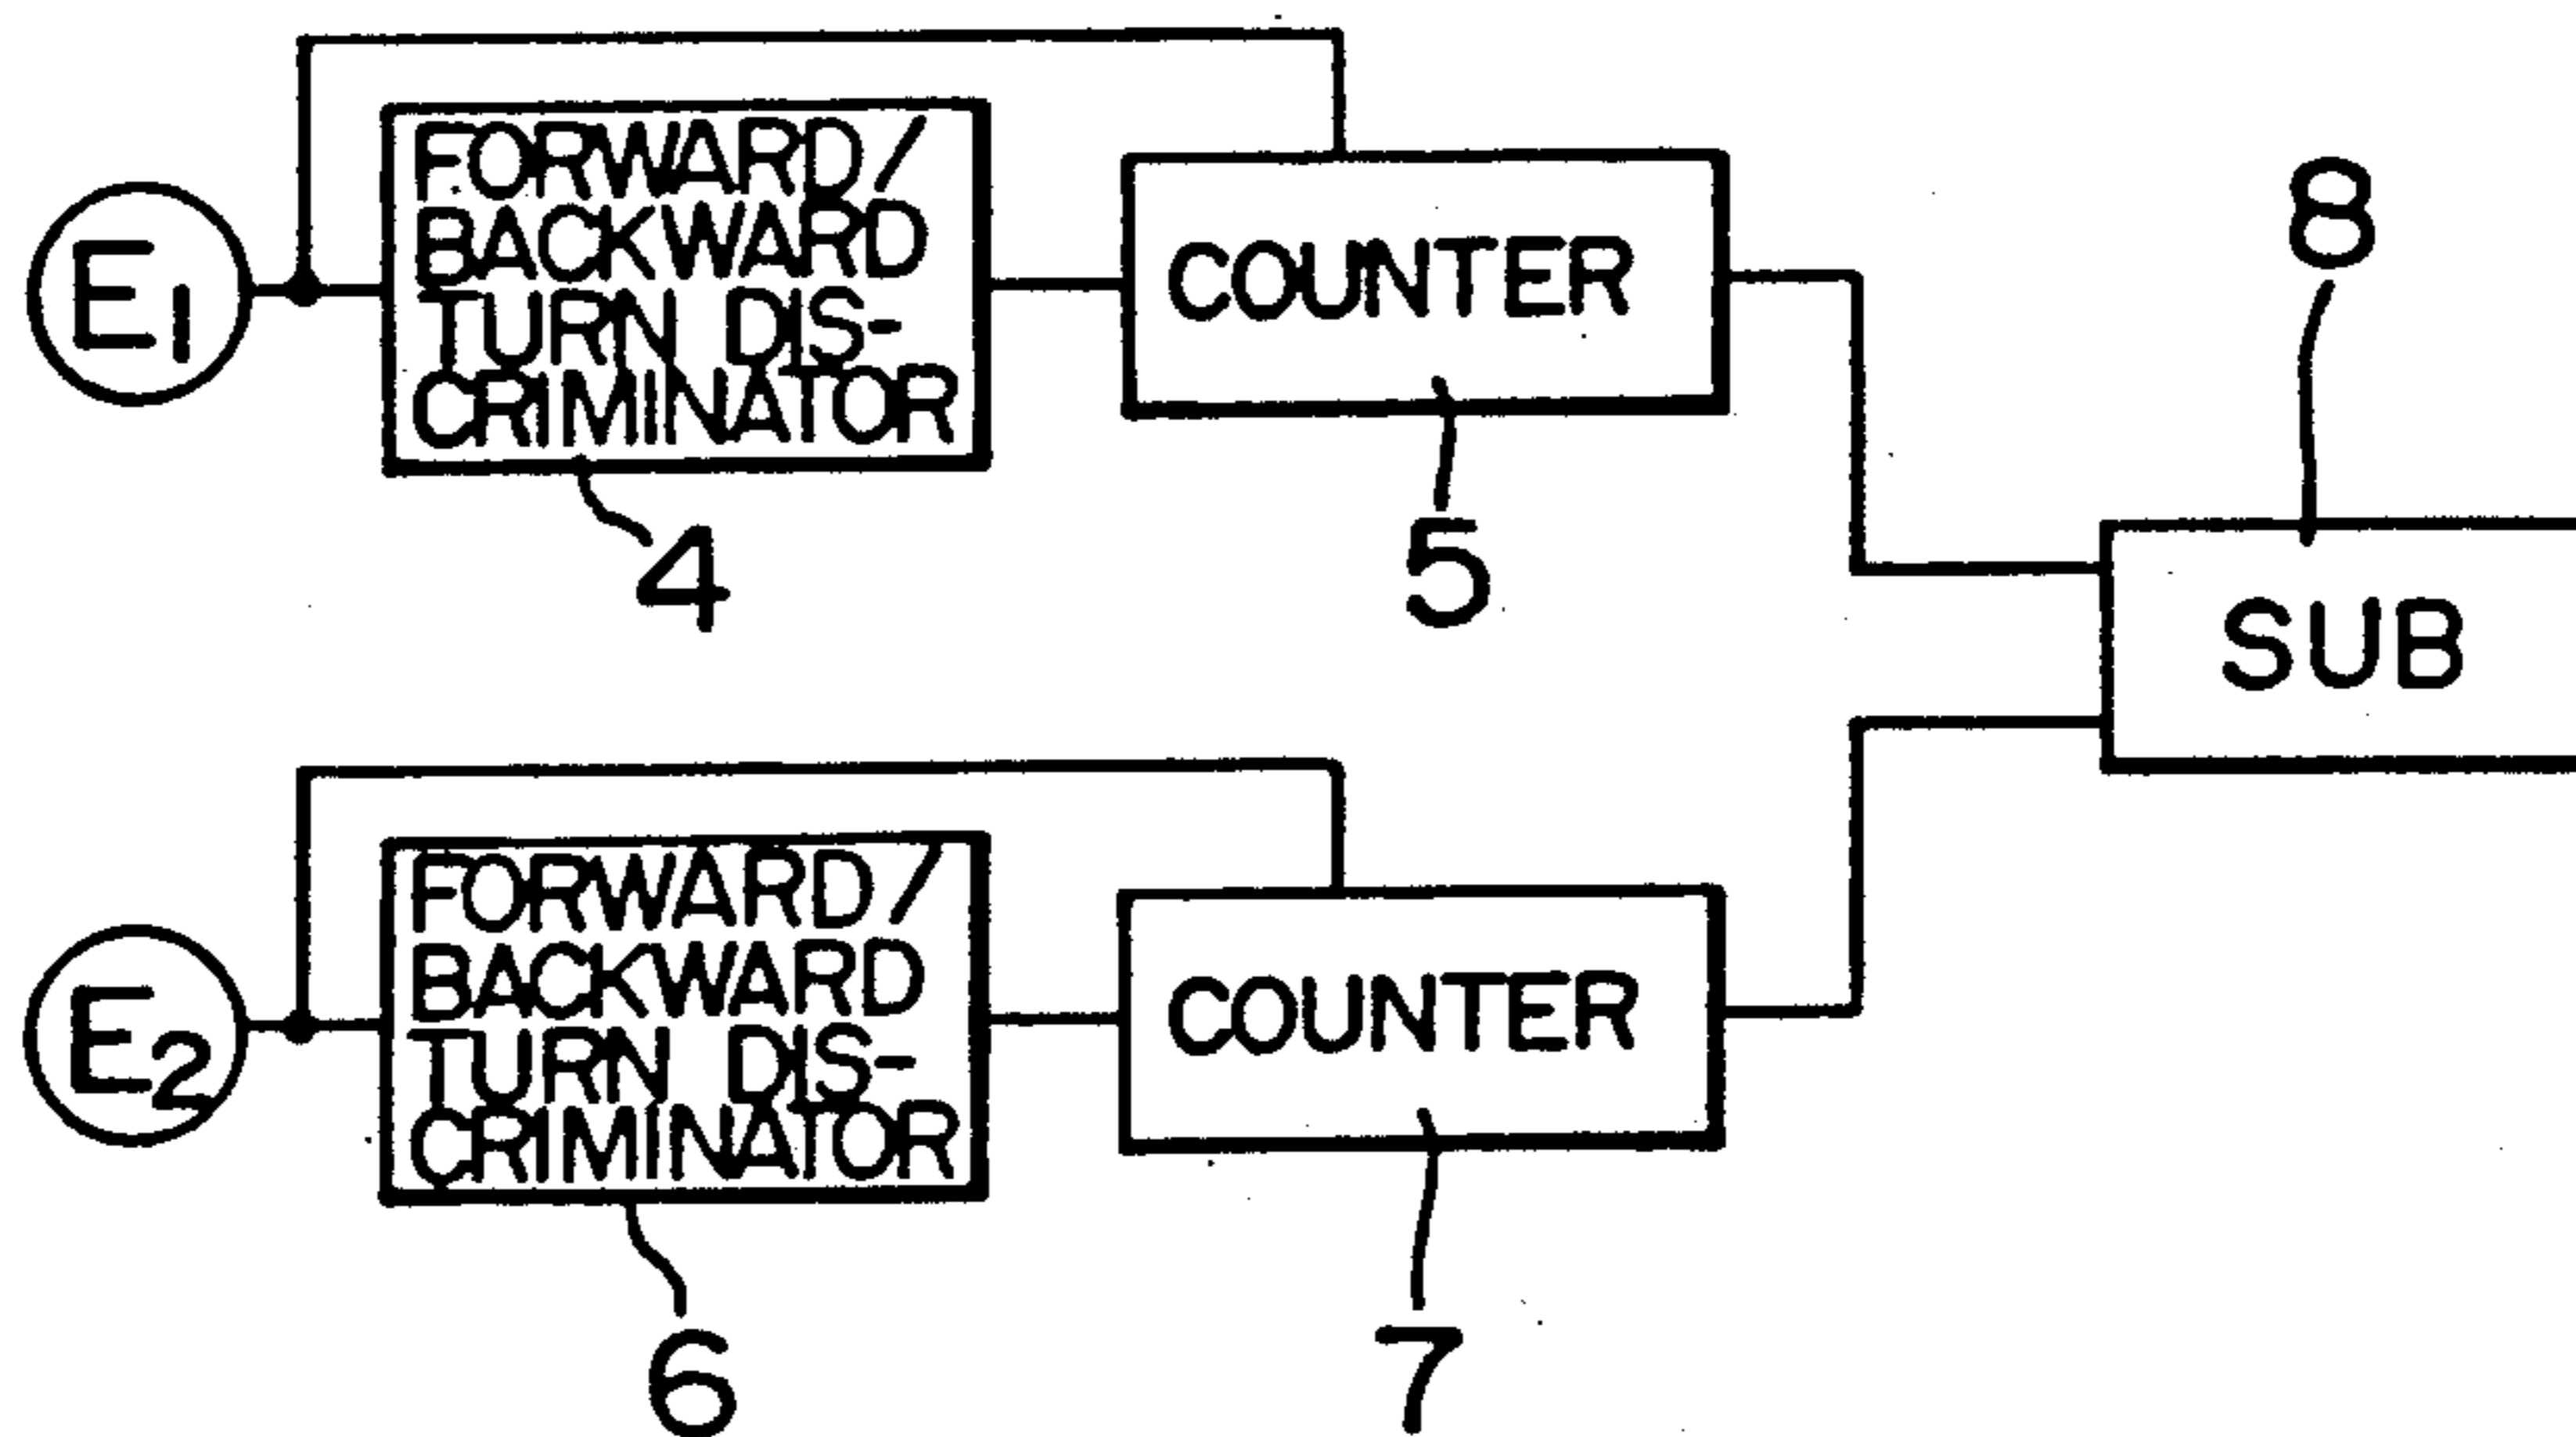 FORWARD/
BACKWARD
TURN DIS-
CRIMINATOR
E1
COUNTER
8
4
5
SUB
FORWARD/
BACKWARD
TURN DIS-
CRIMINATOR
E2
COUNTER
6
7